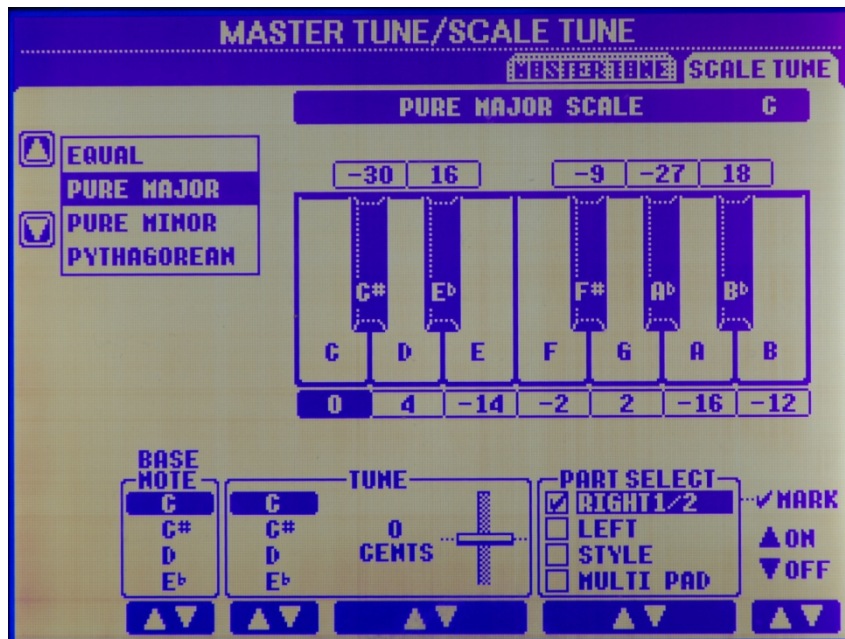 MASTER TUNE/SCALE TUNE
MASTER TUNE SCALE TUNE
PURE MAJOR SCALE C
EQUAL
PURE MAJOR
PURE MINOR
PYTHAGOREAN
-30 16 -9 -27 18
C# E♭ F# A♭ B♭
C D E F G A B
0 4 -14 -2 2 -16 -12
BASE
NOTE TUNE PART SELECT
C C RIGHT1/2 MARK
C# C# 0 LEFT ON
D D CENTS STYLE OFF
E♭ E♭ MULTI PAD